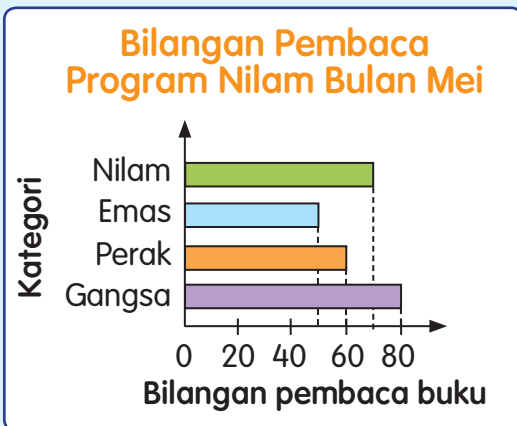 Bilangan Pembaca
Program Nilam Bulan Mei
Kategori
Nilam
Emas
Perak
Gangsa
0 20 40 60 80
Bilangan pembaca buku